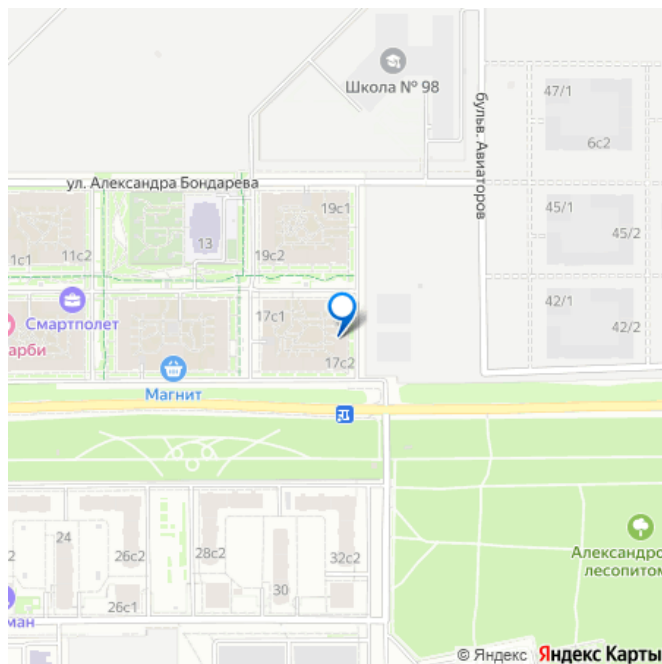 47/1
Школа № 98
бульв. Авиаторов
6с2
ул. Александра Бондарева
19с1
45/1
13
45/2
1с1
11с2
19с2
42/1
Смартполет
17с1
арби
42/2
17с2
Магнит
Александро
лесопитом
24
2
26с2
28с2
32с2
30
26с1
ман
© Яндекс Яндекс Карты